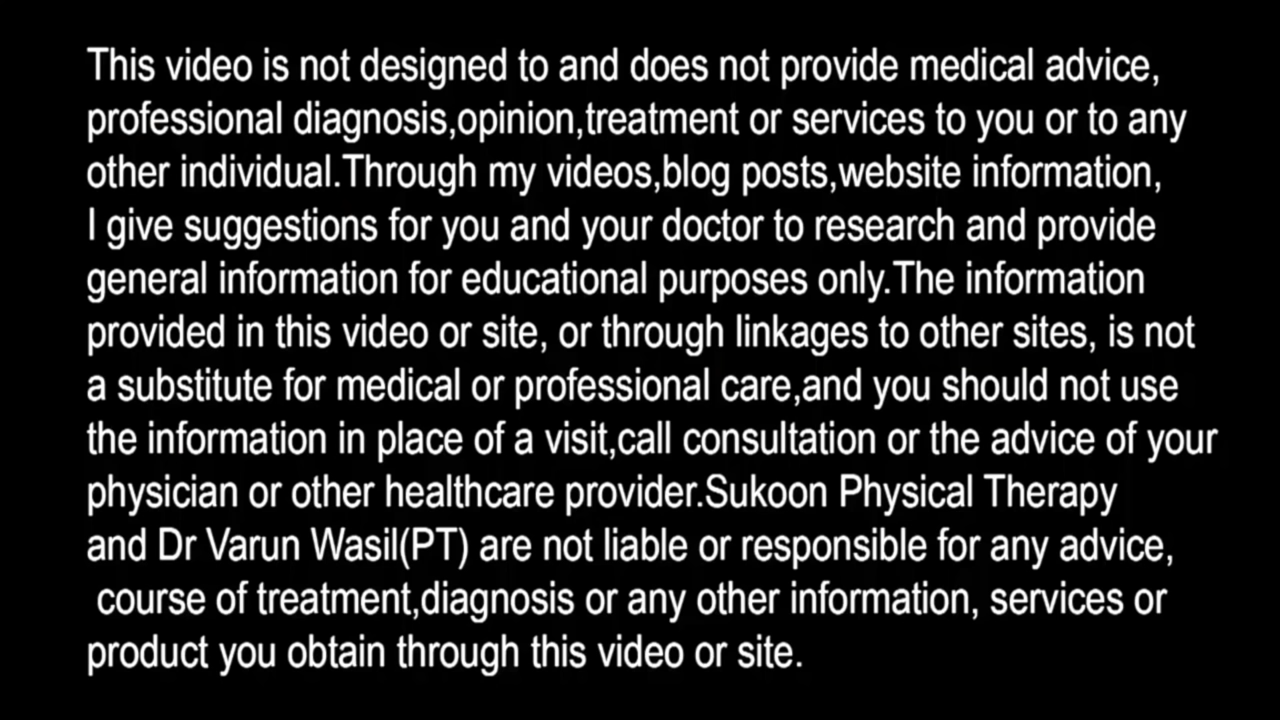 This video is not designed to and does not provide medical advice,
professional diagnosis,opinion,treatment or services to you or to any
other individual.Through my videos,blog posts,website information,
I give suggestions for you and your doctor to research and provide
general information for educational purposes only.The information
provided in this video or site, or through linkages to other sites, is not
a substitute for medical or professional care,and you should not use
the information in place of a visit,call consultation or the advice of your
physician or other healthcare provider.Sukoon Physical Therapy
and Dr Varun Wasil(PT) are not liable or responsible for any advice,
course of treatment,diagnosis or any other information, services or
product you obtain through this video or site.